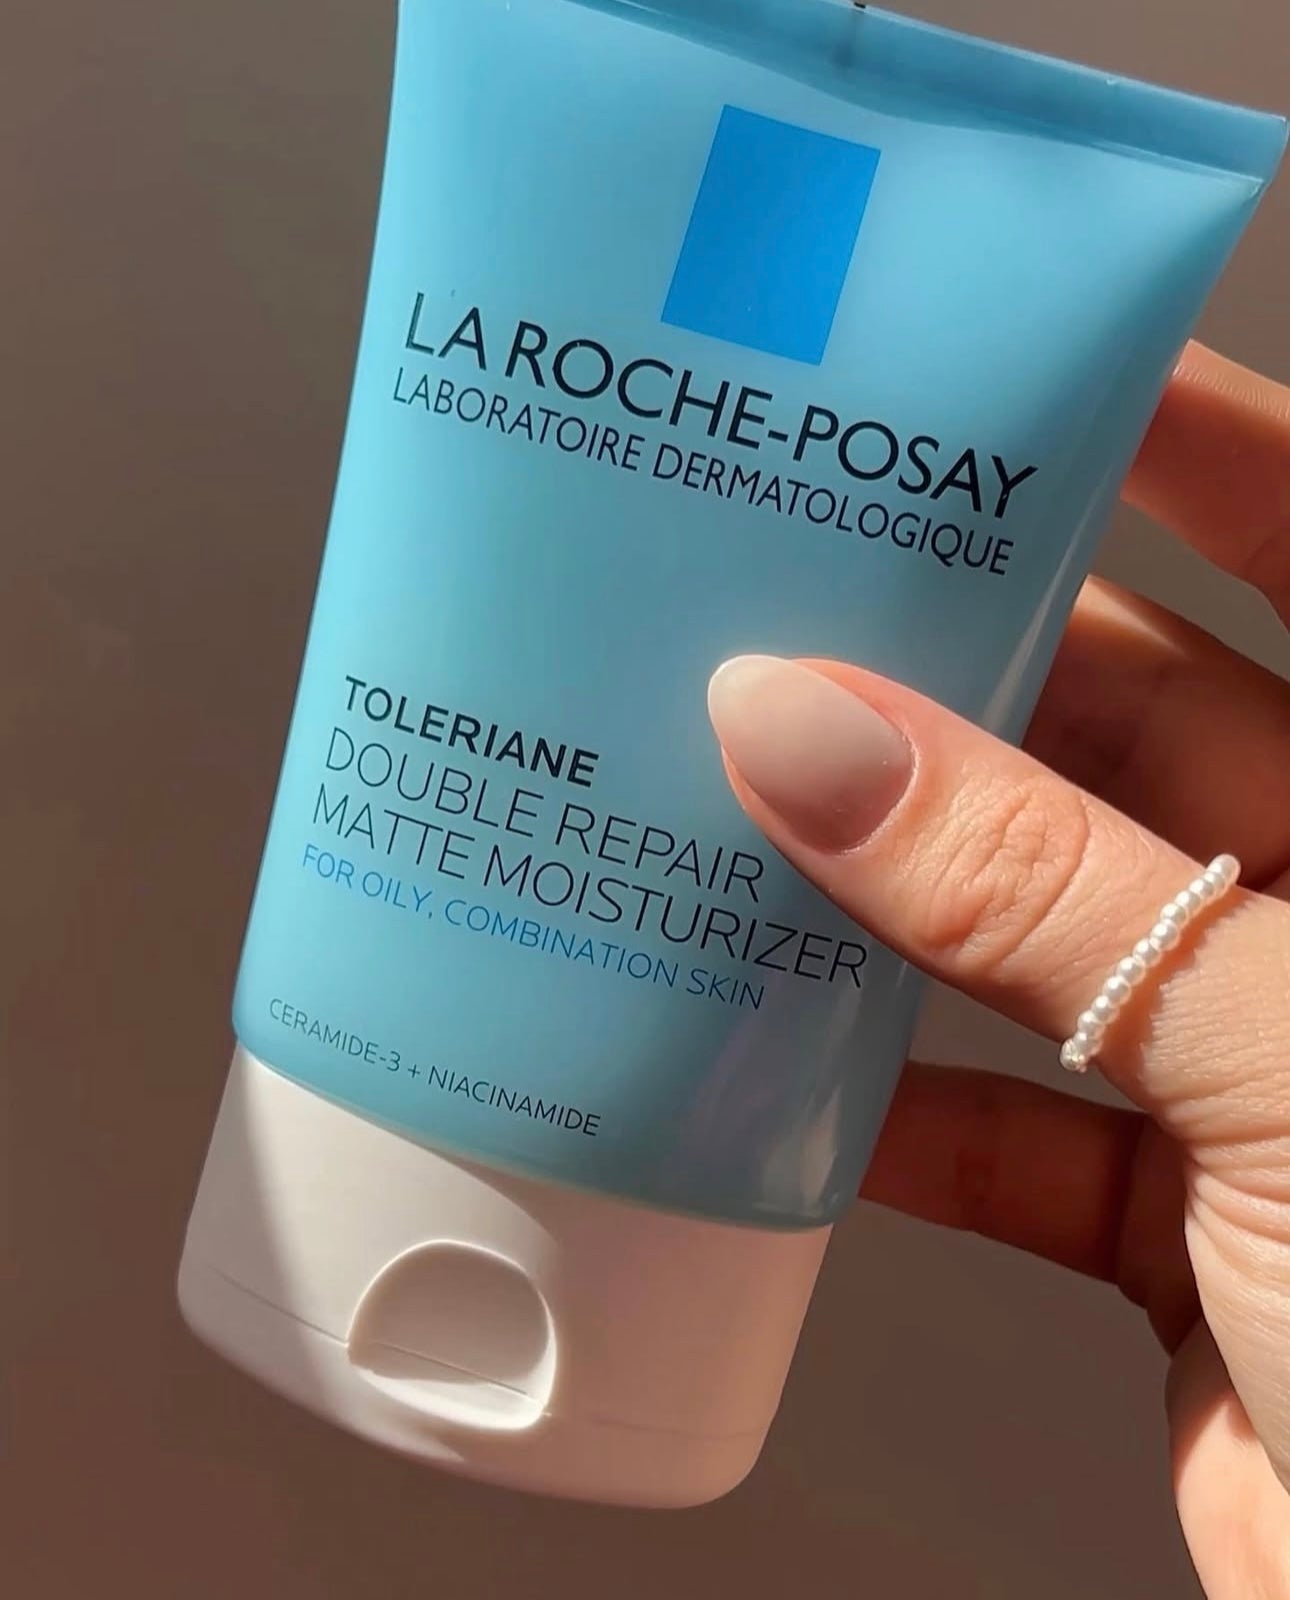 LA ROCHE-POSAY
LABORATOIRE DERMATOLOGIQUE
TOLERIANE
DOUBLE REPAIR
MATTE MOISTURIZER
FOR OILY, COMBINATION SKIN
CERAMIDE-3 + NIACINAMIDE